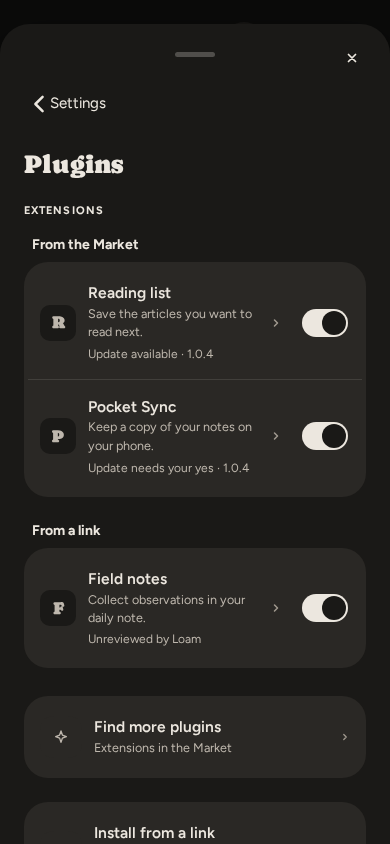 Settings
Plugins
EXTENSIONS
From the Market
R
Reading list
Save the articles you want to
read next.
Update available · 1.0.4
P
Pocket Sync
Keep a copy of your notes on
your phone.
Update needs your yes · 1.0.4
From a link
F
Field notes
Collect observations in your
daily note.
Unreviewed by Loam
Find more plugins
Extensions in the Market
Install from a link